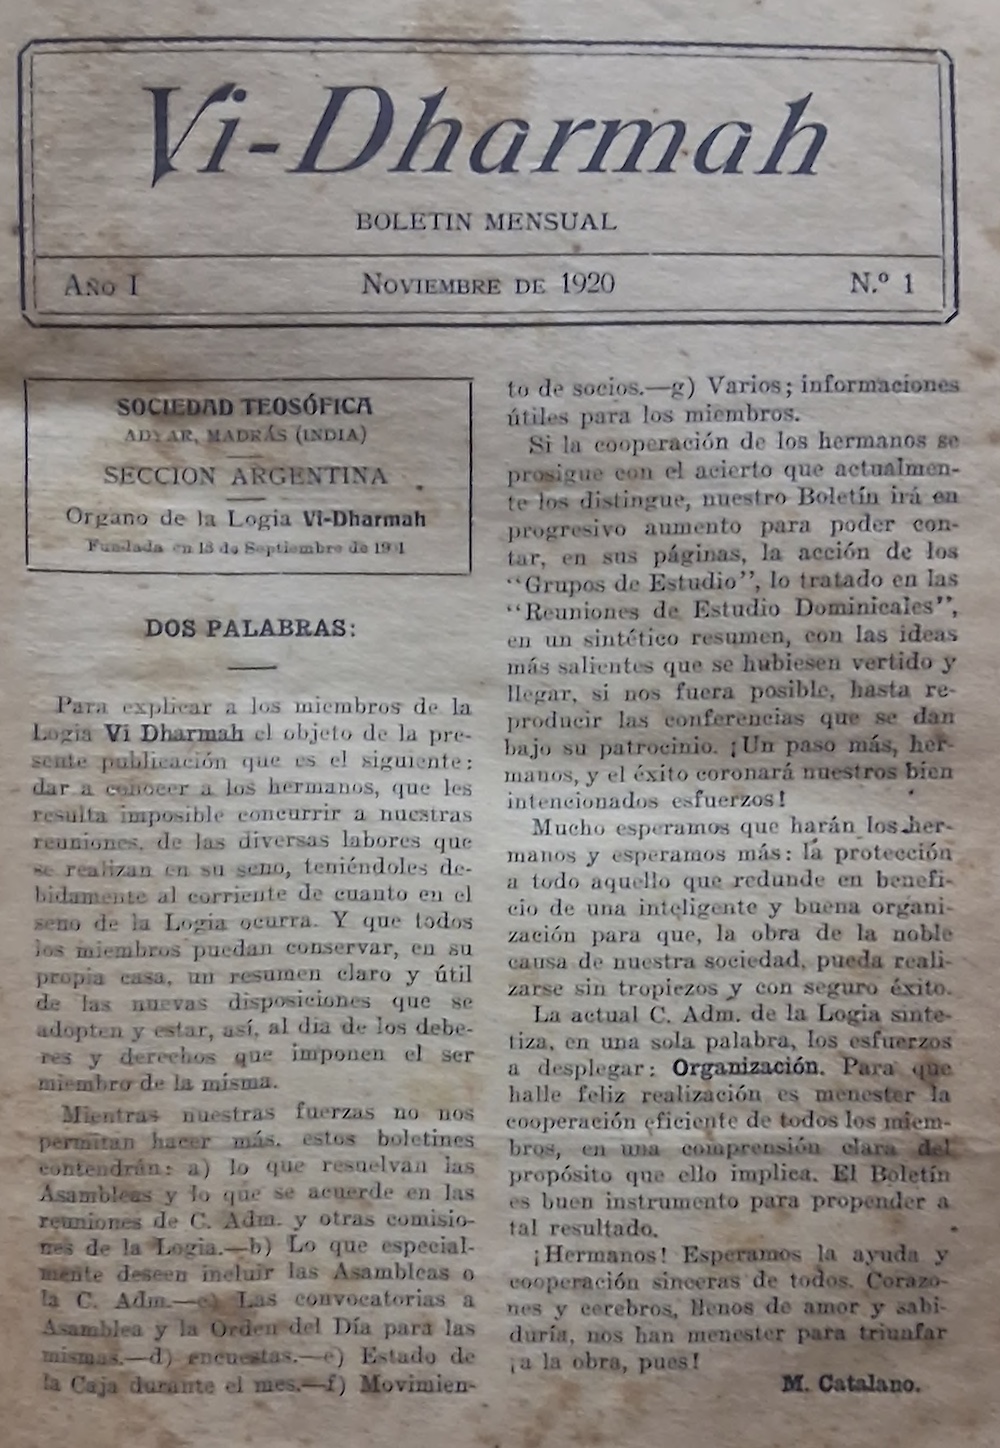 Vi-Dharmah
BOLETIN MENSUAL
Año I Noviembre de 1920 N.º 1
SOCIEDAD TEOSÓFICA
ADYAR, MADRÁS (INDIA)
SECCION ARGENTINA
Organo de la Logia Vi-Dharmah
Fundada en 13 de Septiembre de
DOS PALABRAS:
Para explicar a los miembros de la
Logia Vi Dharmah el objeto de la pre-
sente publicación que es el siguiente:
dar a conocer a los hermanos, que les
resulta imposible concurrir a nuestras
reuniones, de las diversas labores que
se realizan en su seno, teniéndoles de-
bidamente al corriente de cuanto en el
seno de la Logia ocurra. Y que todos
los miembros puedan conservar, en su
propia casa, un resumen claro y útil
de las nuevas disposiciones que se
adopten y estar, así, al día de los debe-
res y derechos que imponen el ser
miembro de la misma.
Mientras nuestras fuerzas no nos
permitan hacer más, estos boletines
contendrán: a) lo que resuelvan las
Asambleas y lo que se acuerde en las
reuniones de C. Adm. y otras comisio-
nes de la Logia.—b) Lo que especial-
mente deseen incluir las Asambleas o
la C. Adm.—c) Las convocatorias a
Asamblea y la Orden del Día para las
mismas.—d) encuestas.—e) Estado de
la Caja durante el mes.—f) Movimien-
to de socios.—g) Varios; informaciones
útiles para los miembros.
Si la cooperación de los hermanos se
prosigue con el acierto que actualmen-
te los distingue, nuestro Boletín irá en
progresivo aumento para poder con-
tar, en sus páginas, la acción de los
“Grupos de Estudio”, lo tratado en las
“Reuniones de Estudio Dominicales”,
en un sintético resumen, con las ideas
más salientes que se hubiesen vertido y
llegar, si nos fuera posible, hasta re-
producir las conferencias que se dan
bajo su patrocinio. ¡Un paso más, her-
manos, y el éxito coronará nuestros bien
intencionados esfuerzos!
Mucho esperamos que harán los her-
manos y esperamos más: la protección
a todo aquello que redunde en benefi-
cio de una inteligente y buena organi-
zación para que, la obra de la noble
causa de nuestra sociedad, pueda reali-
zarse sin tropiezos y con seguro éxito.
La actual C. Adm. de la Logia sinte-
tiza, en una sola palabra, los esfuerzos
a desplegar: Organización. Para que
halle feliz realización es menester la
cooperación eficiente de todos los miem-
bros, en una comprensión clara del
propósito que ello implica. El Boletín
es buen instrumento para propender a
tal resultado.
¡Hermanos! Esperamos la ayuda y
cooperación sinceras de todos. Corazo-
nes y cerebros, llenos de amor y sabi-
duría, nos han menester para triunfar
¡a la obra, pues!
M. Catalano.